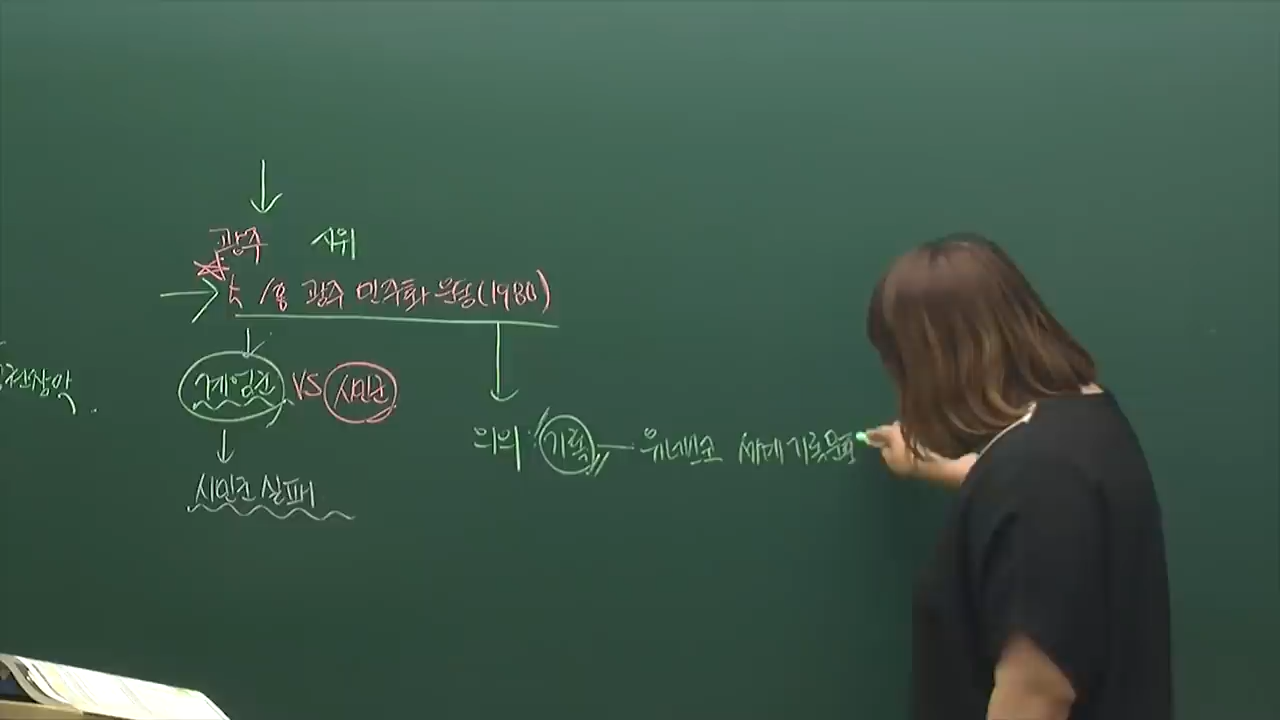 광주 시위
5/18 광주 민주화 운동(1980)
계엄군 VS 시민군
의의 : "기록" — 유네스코 세계기록문화
시민군 실패